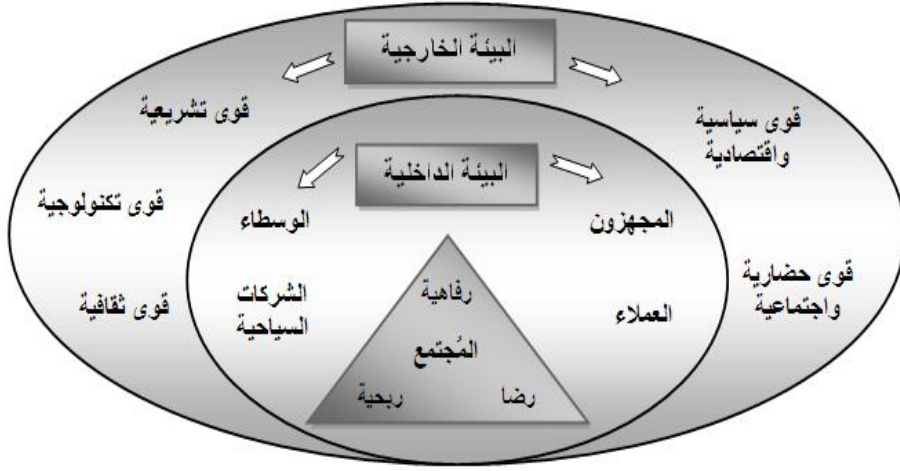 البيئة الخارجية
قوى سياسية
واقتصادية
قوى تشريعية
قوى حضارية
واجتماعية
قوى تكنولوجية
قوى ثقافية
البيئة الداخلية
المجهزون
الوسطاء
العملاء
الشركات
السياحية
رفاهية
المُجتمع
رضا
ربحية